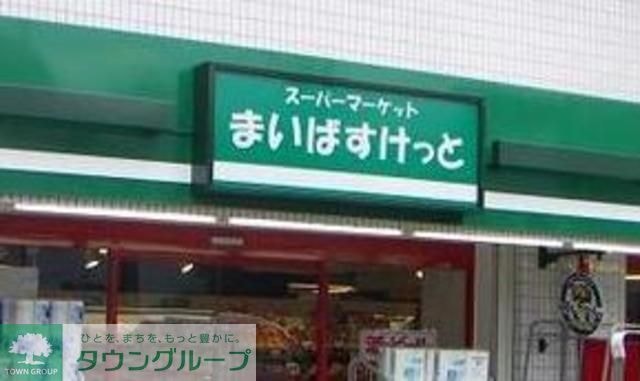 スーパーマーケット
まいばすけっと
ひとを、まちを、もっと豊かに。
タウングループ
TOWN GROUP